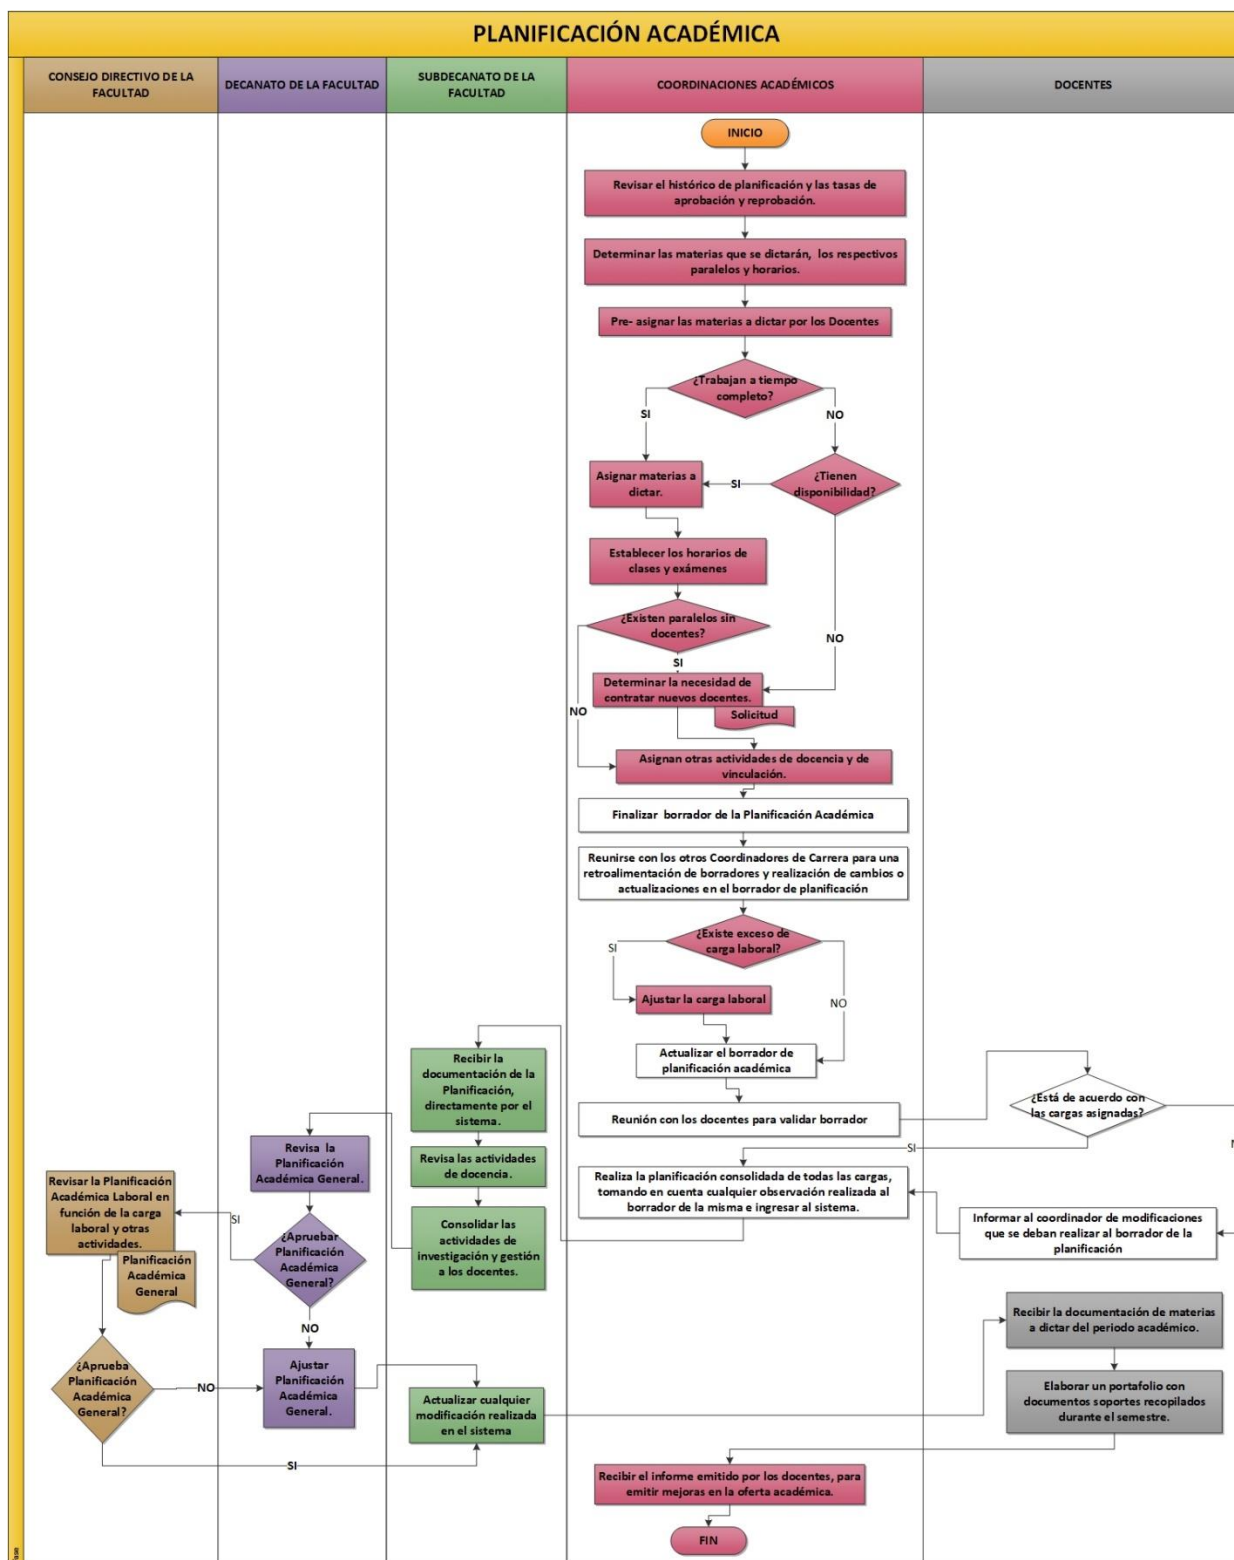 PLANIFICACIÓN ACADÉMICA
CONSEJO DIRECTIVO DE LA
FACULTAD
DECANATO DE LA FACULTAD
SUBDECANATO DE LA
FACULTAD
COORDINACIONES ACADÉMICOS
DOCENTES
INICIO
Revisar el histórico de planificación y las tasas de
aprobación y reprobación.
Determinar las materias que se dictarán, los respectivos
paralelos y horarios.
Pre- asignar las materias a dictar por los Docentes
¿Trabajan a tiempo
completo?
SI
NO
Asignar materias a
dictar.
SI
¿Tienen
disponibilidad?
Establecer los horarios de
clases y exámenes
¿Existen paralelos sin
docentes?
NO
SI
Determinar la necesidad de
contratar nuevos docentes.
NO
Solicitud
Asignan otras actividades de docencia y de
vinculación.
Finalizar borrador de la Planificación Académica
Reunirse con los otros Coordinadores de Carrera para una
retroalimentación de borradores y realización de cambios o
actualizaciones en el borrador de planificación
¿Existe exceso de
carga laboral?
SI
NO
Ajustar la carga laboral
Actualizar el borrador de
planificación académica
Reunión con los docentes para validar borrador
¿Está de acuerdo con
las cargas asignadas?
SI
N
Realiza la planificación consolidada de todas las cargas,
tomando en cuenta cualquier observación realizada al
borrador de la misma e ingresar al sistema.
Informar al coordinador de modificaciones
que se deban realizar al borrador de la
planificación
Recibir la
documentación de la
Planificación,
directamente por el
sistema.
Revisa las actividades
de docencia.
Consolidar las
actividades de
investigación y gestión
a los docentes.
Revisa la
Planificación
Académica General.
¿Apruebar
Planificación
Académica
General?
SI
NO
Revisar la Planificación
Académica Laboral en
función de la carga
laboral y otras
actividades.
Planificación
Académica
General
¿Aprueba
Planificación
Académica
General?
NO
SI
Ajustar
Planificación
Académica
General.
Actualizar cualquier
modificación realizada
en el sistema
Recibir la documentación de materias
a dictar del periodo académico.
Elaborar un portafolio con
documentos soportes recopilados
durante el semestre.
Recibir el informe emitido por los docentes, para
emitir mejoras en la oferta académica.
FIN